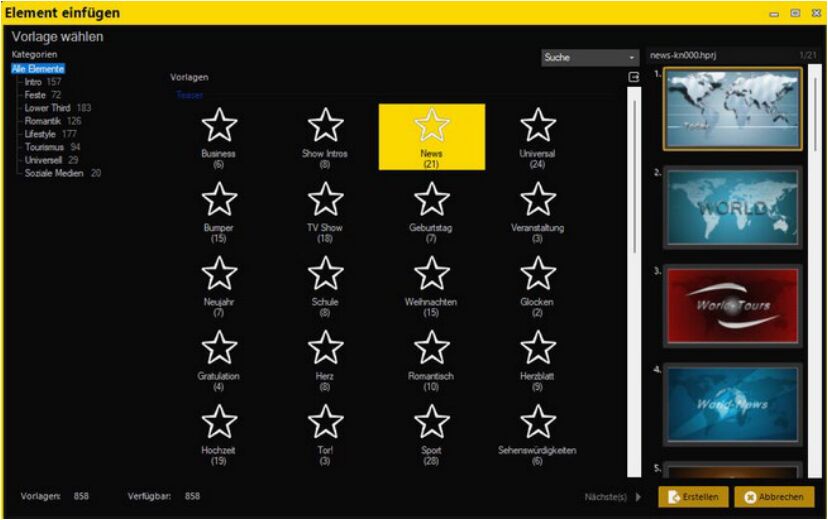 Element einfügen
Vorlage wählen
Kategorien
Alle Elemente
Intro 157
Feste 72
Lower Third 183
Romantik 126
Lifestyle 177
Tourismus 94
Universell 29
Soziale Medien 20
Suche
Vorlagen
Teaser
Business
(6)
Show Intros
(8)
News
(21)
Universal
(24)
Bumper
(15)
TV Show
(18)
Geburtstag
(7)
Veranstaltung
(3)
Neujahr
(7)
Schule
(8)
Weihnachten
(15)
Glocken
(2)
Gratulation
(4)
Herz
(8)
Romantisch
(10)
Herzblatt
(9)
Hochzeit
(19)
Tor!
(3)
Sport
(28)
Sehenswürdigkeiten
(6)
news-kn000.hprj 1/21
1.
Today
2.
WORLD
3.
World-Tours
4.
World-News
5.
Vorlagen: 858 Verfügbar: 858
Nächste(s)
Erstellen
Abbrechen